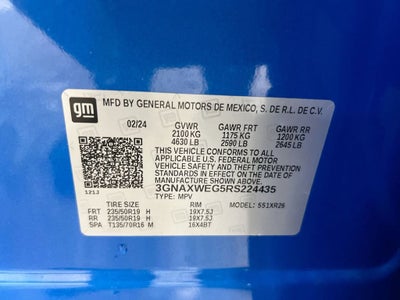 gm
MFD BY GENERAL MOTORS DE MEXICO, S. DE R.L. DE C.V.
02/24 GVWR GAWR FRT GAWR RR
2100 KG 1175 KG 1200 KG
4630 LB 2590 LB 2645 LB
THIS VEHICLE CONFORMS TO ALL
APPLICABLE U.S. FEDERAL MOTOR
VEHICLE SAFETY AND THEFT PREVENTION
STANDARDS IN EFFECT ON THE DATE OF
MANUFACTURE SHOWN ABOVE.
3GNAXWEG5RS224435
121J TYPE: MPV MODEL: 5S1XR26
TIRE SIZE RIM
FRT 235/50R19 H 19X7.5J
RR 235/50R19 H 19X7.5J
SPA T135/70R16 M 16X4BT